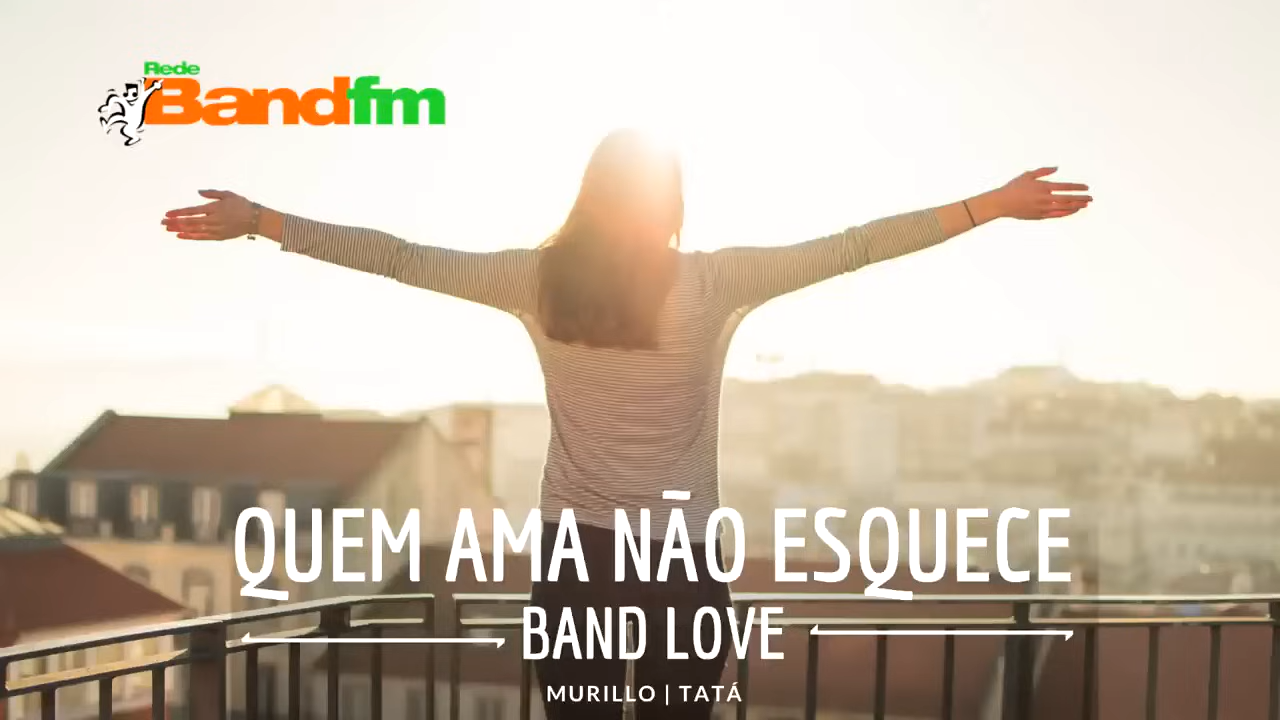 Rede
Bandfm
QUEM AMA NÃO ESQUECE
BAND LOVE
MURILLO | TATÁ